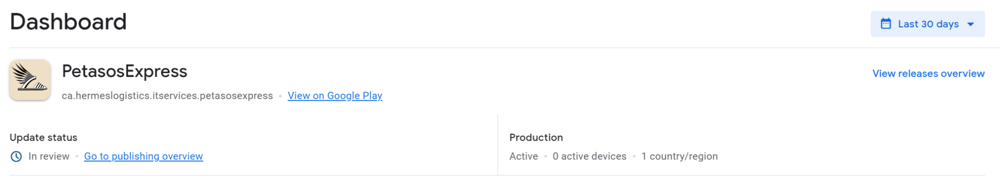 Dashboard
Last 30 days
PetasosExpress
View releases overview
ca.hermeslogistics.itservices.petasosexpress • View on Google Play
Update status
In review • Go to publishing overview
Production
Active • 0 active devices • 1 country/region